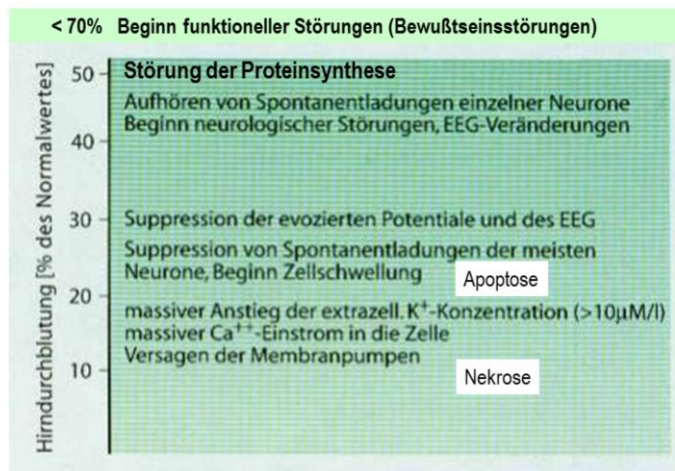 < 70% Beginn funktioneller Störungen (Bewußtseinsstörungen)
Hirndurchblutung [% des Normalwertes]
50
Störung der Proteinsynthese
Aufhören von Spontanentladungen einzelner Neurone
Beginn neurologischer Störungen, EEG-Veränderungen
40
30
Suppression der evozierten Potentiale und des EEG
Suppression von Spontanentladungen der meisten
Neurone, Beginn Zellschwellung
Apoptose
20
massiver Anstieg der extrazell. K⁺-Konzentration (>10µM/l)
massiver Ca⁺⁺-Einstrom in die Zelle
Versagen der Membranpumpen
10
Nekrose